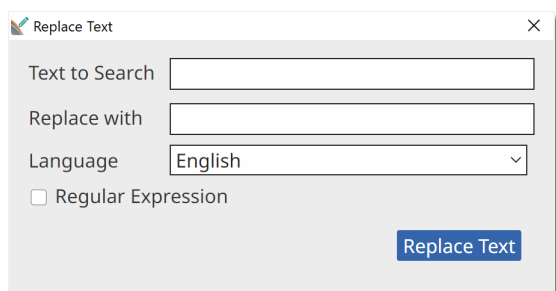 Replace Text
Text to Search
Replace with
Language English
Regular Expression
Replace Text